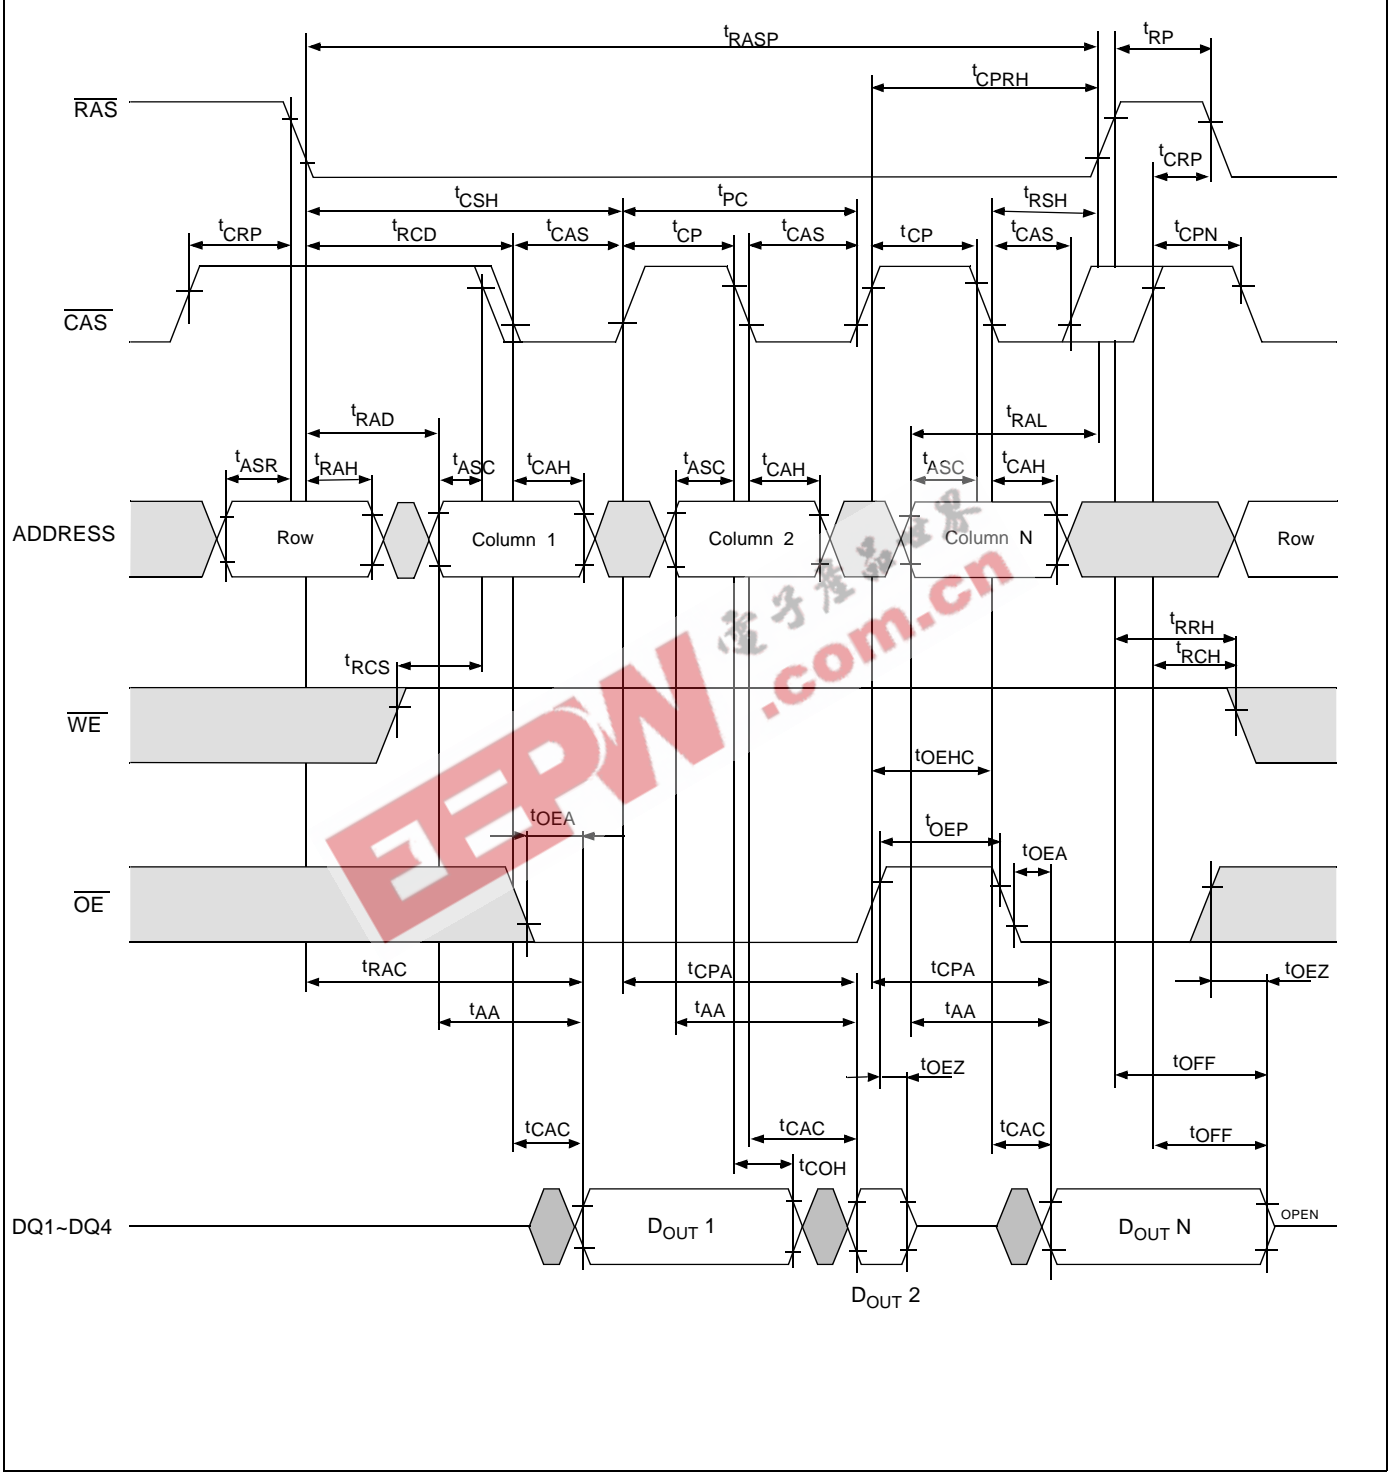 tRASP
tRP
tCPRH
RAS
tCRP
tCSH
tPC
tRSH
tCRP
tRCD
tCAS
tCP
tCAS
tCP
tCAS
tCPN
CAS
tRAD
tRAL
tASR
tRAH
tASC
tCAH
tASC
tCAH
tASC
tCAH
ADDRESS
Row
Column 1
Column 2
Column N
Row
電子產品世界
.com.cn
EEPW
tRRH
tRCS
tRCH
WE
tOEHC
tOEA
tOEP
tOEA
OE
tRAC
tCPA
tCPA
tOEZ
tAA
tAA
tAA
tOEZ
tOFF
tCAC
tCAC
tCAC
tOFF
tCOH
DQ1~DQ4
DOUT 1
DOUT N
OPEN
DOUT 2